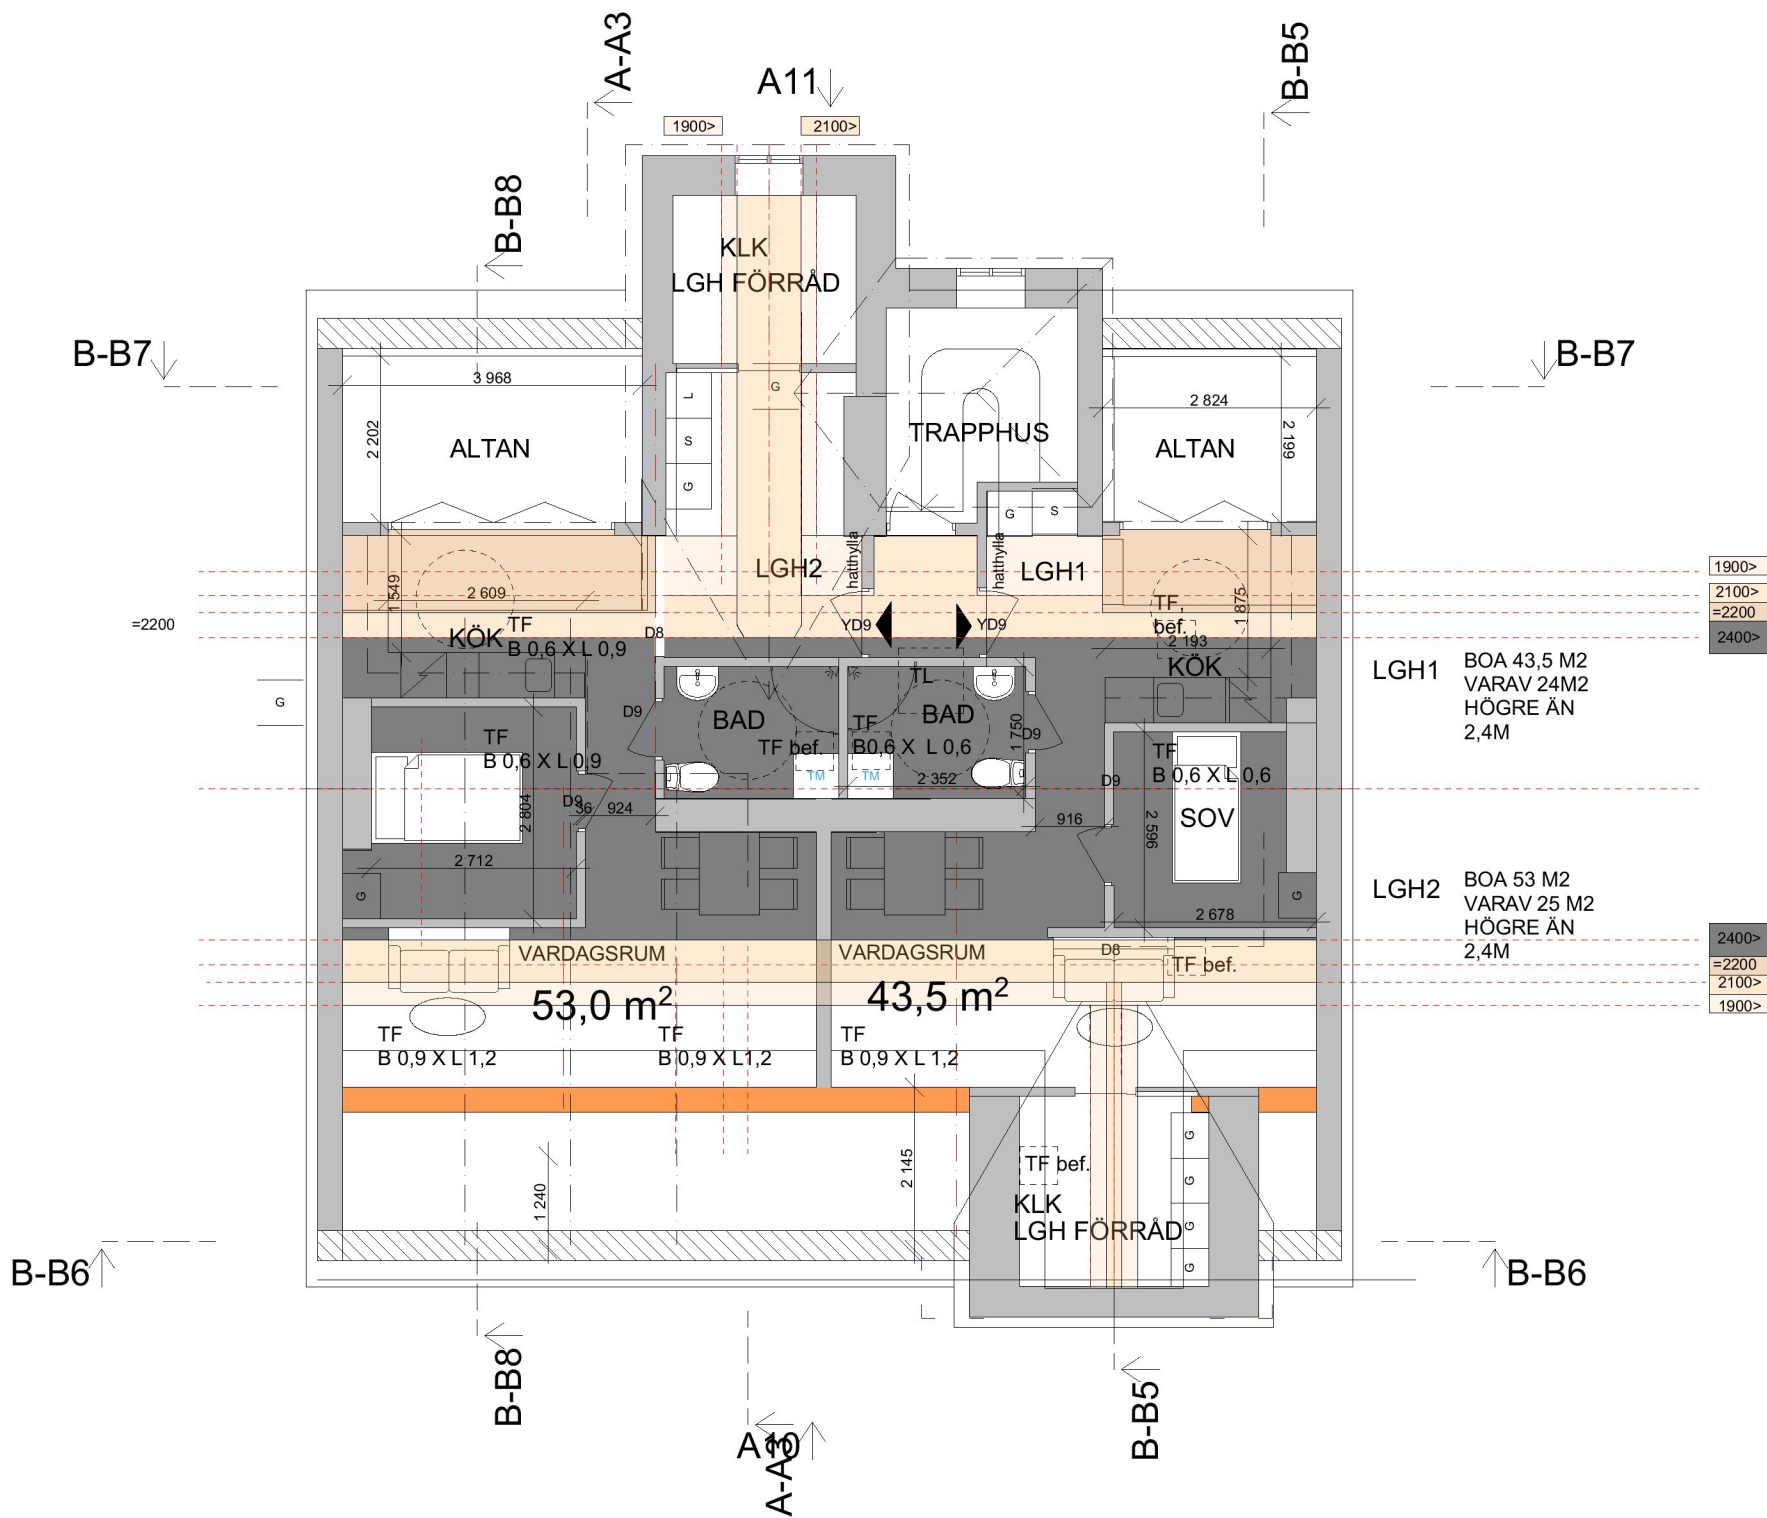 A-A3
A11
B-B5
1900>
2100>
B-B8
KLK
LGH FÖRRÅD
B-B7
B-B7
3 968
G
L
2 824
2 202
ALTAN
S
TRAPPHUS
ALTAN
2 199
G
G
S
hatthylla
hatthylla
LGH2
LGH1
1900>
1 549
2 609
2100>
TF,
bef.
1 875
=2200
=2200
TF
KÖK
B 0,6 X L 0,9
D8
YD9
YD9
2 193
2400>
KÖK
LGH1
BOA 43,5 M2
VARAV 24M2
HÖGRE ÄN
2,4M
G
TL
D9
BAD
BAD
TF
B0,6 X L 0,6
TF bef.
1 750
D9
TF
B 0,6 X L 0,9
TF
B 0,6 X L 0,6
TM
TM
2 352
D9
D9
36
924
2 804
916
2 596
SOV
2 712
G
G
LGH2
BOA 53 M2
VARAV 25 M2
HÖGRE ÄN
2,4M
2 678
2400>
VARDAGSRUM
VARDAGSRUM
D8
TF bef.
=2200
2100>
1900>
53,0 m²
43,5 m²
TF
B 0,9 X L 1,2
TF
B 0,9 X L1,2
TF
B 0,9 X L 1,2
G
2 145
TF bef.
G
1 240
KLK
LGH FÖRRÅD
G
G
B-B6
B-B6
B-B8
B-B5
A10
A-A3